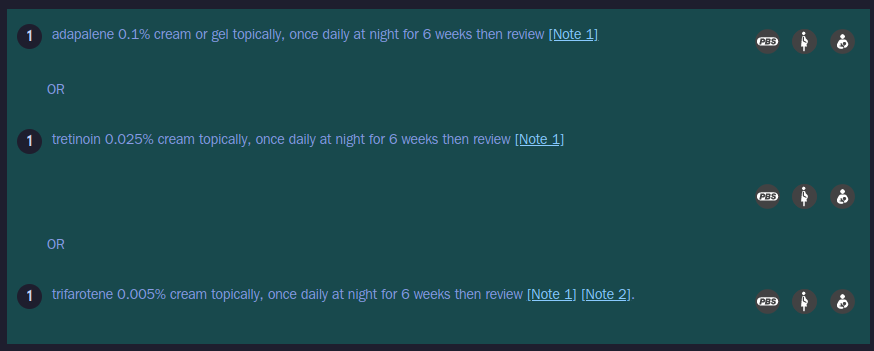 1 adapalene 0.1% cream or gel topically, once daily at night for 6 weeks then review [Note 1]
PBS
OR
1 tretinoin 0.025% cream topically, once daily at night for 6 weeks then review [Note 1]
PBS
OR
1 trifarotene 0.005% cream topically, once daily at night for 6 weeks then review [Note 1] [Note 2].
PBS